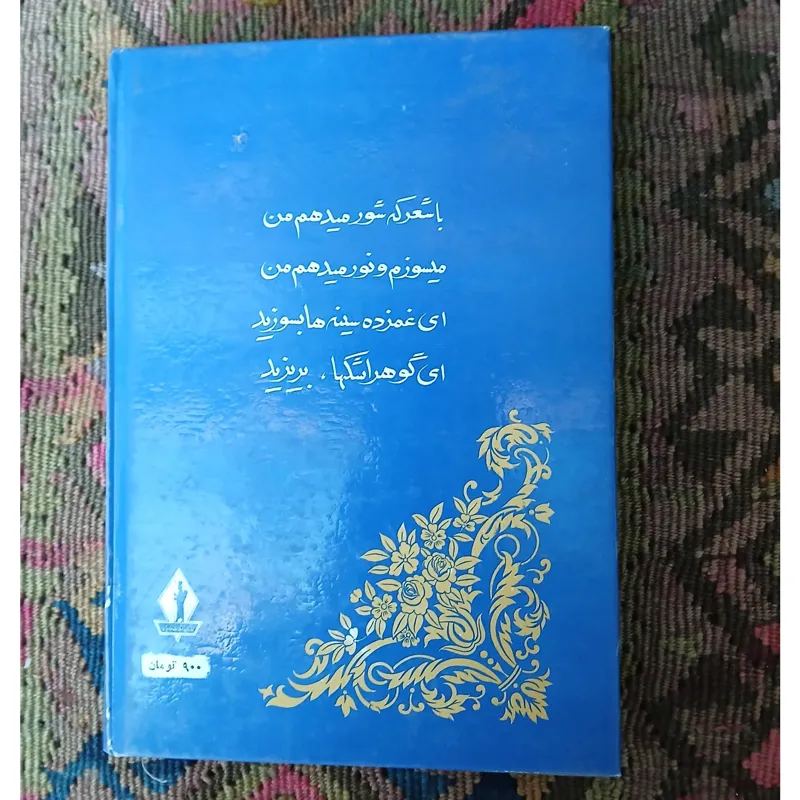 با شعر که شور میدهم من
میسوزم و نور میدهم من
ای غمزده سینه ها بسوزید
ای گوهر اشکها، بریزید
۹۰۰ تومان